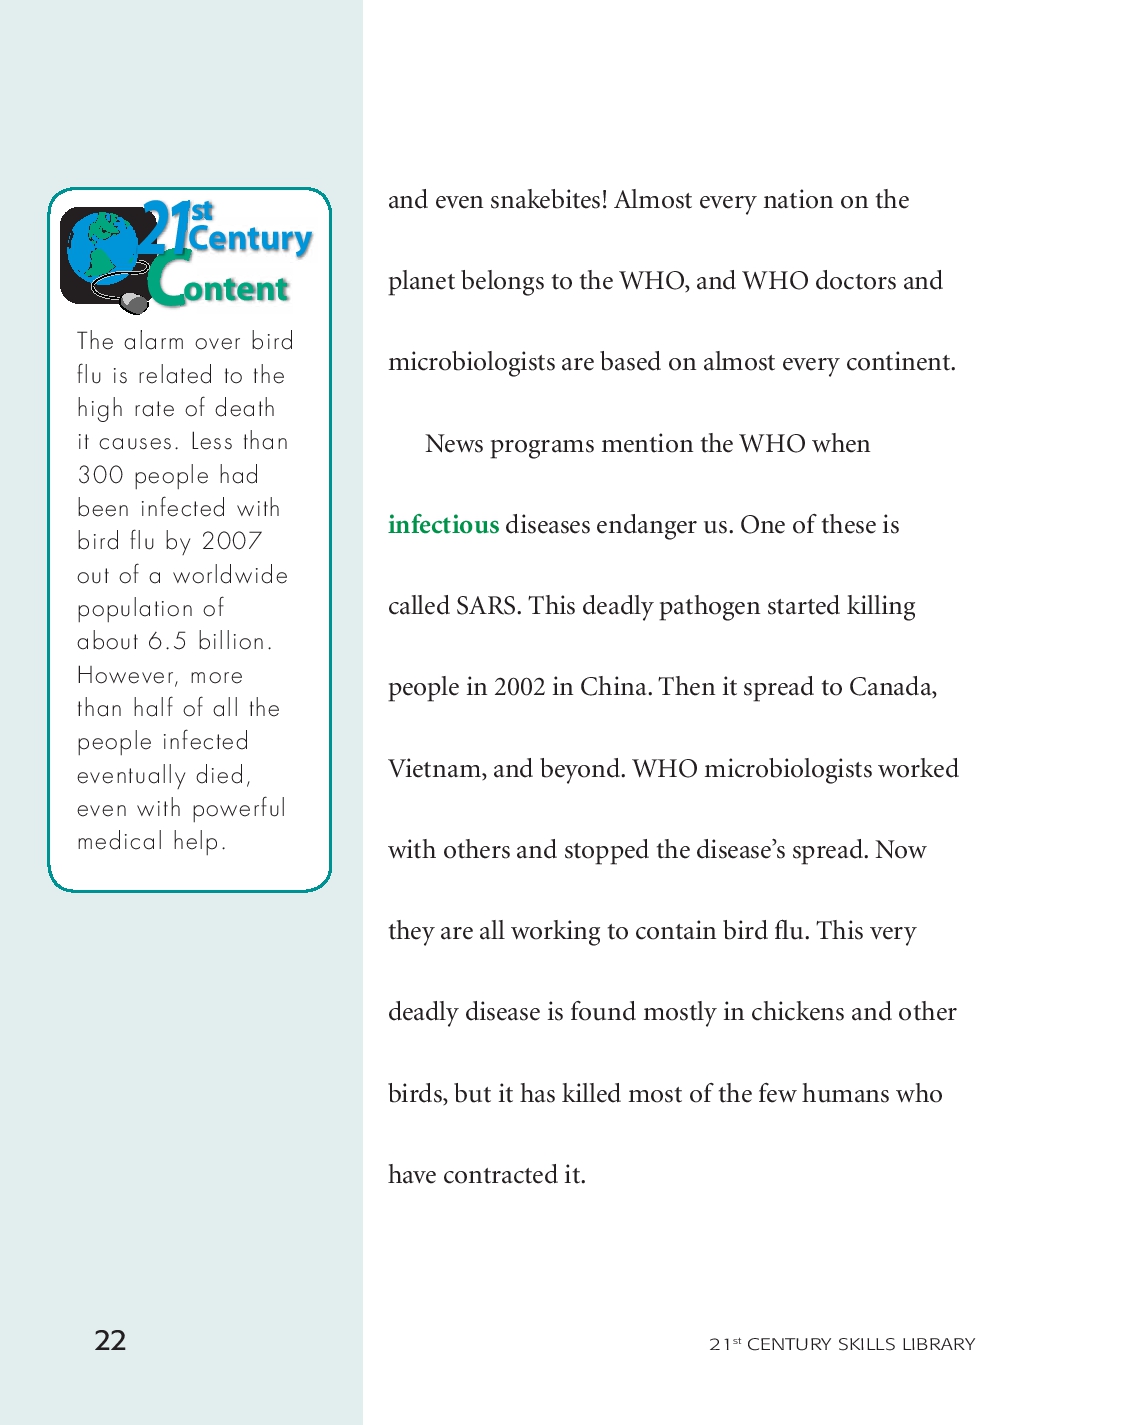 21st
Century
Content
The alarm over bird
flu is related to the
high rate of death
it causes. Less than
300 people had
been infected with
bird flu by 2007
out of a worldwide
population of
about 6.5 billion.
However, more
than half of all the
people infected
eventually died,
even with powerful
medical help.
and even snakebites! Almost every nation on the
planet belongs to the WHO, and WHO doctors and
microbiologists are based on almost every continent.
News programs mention the WHO when
infectious diseases endanger us. One of these is
called SARS. This deadly pathogen started killing
people in 2002 in China. Then it spread to Canada,
Vietnam, and beyond. WHO microbiologists worked
with others and stopped the disease’s spread. Now
they are all working to contain bird flu. This very
deadly disease is found mostly in chickens and other
birds, but it has killed most of the few humans who
have contracted it.
22
21st CENTURY SKILLS LIBRARY